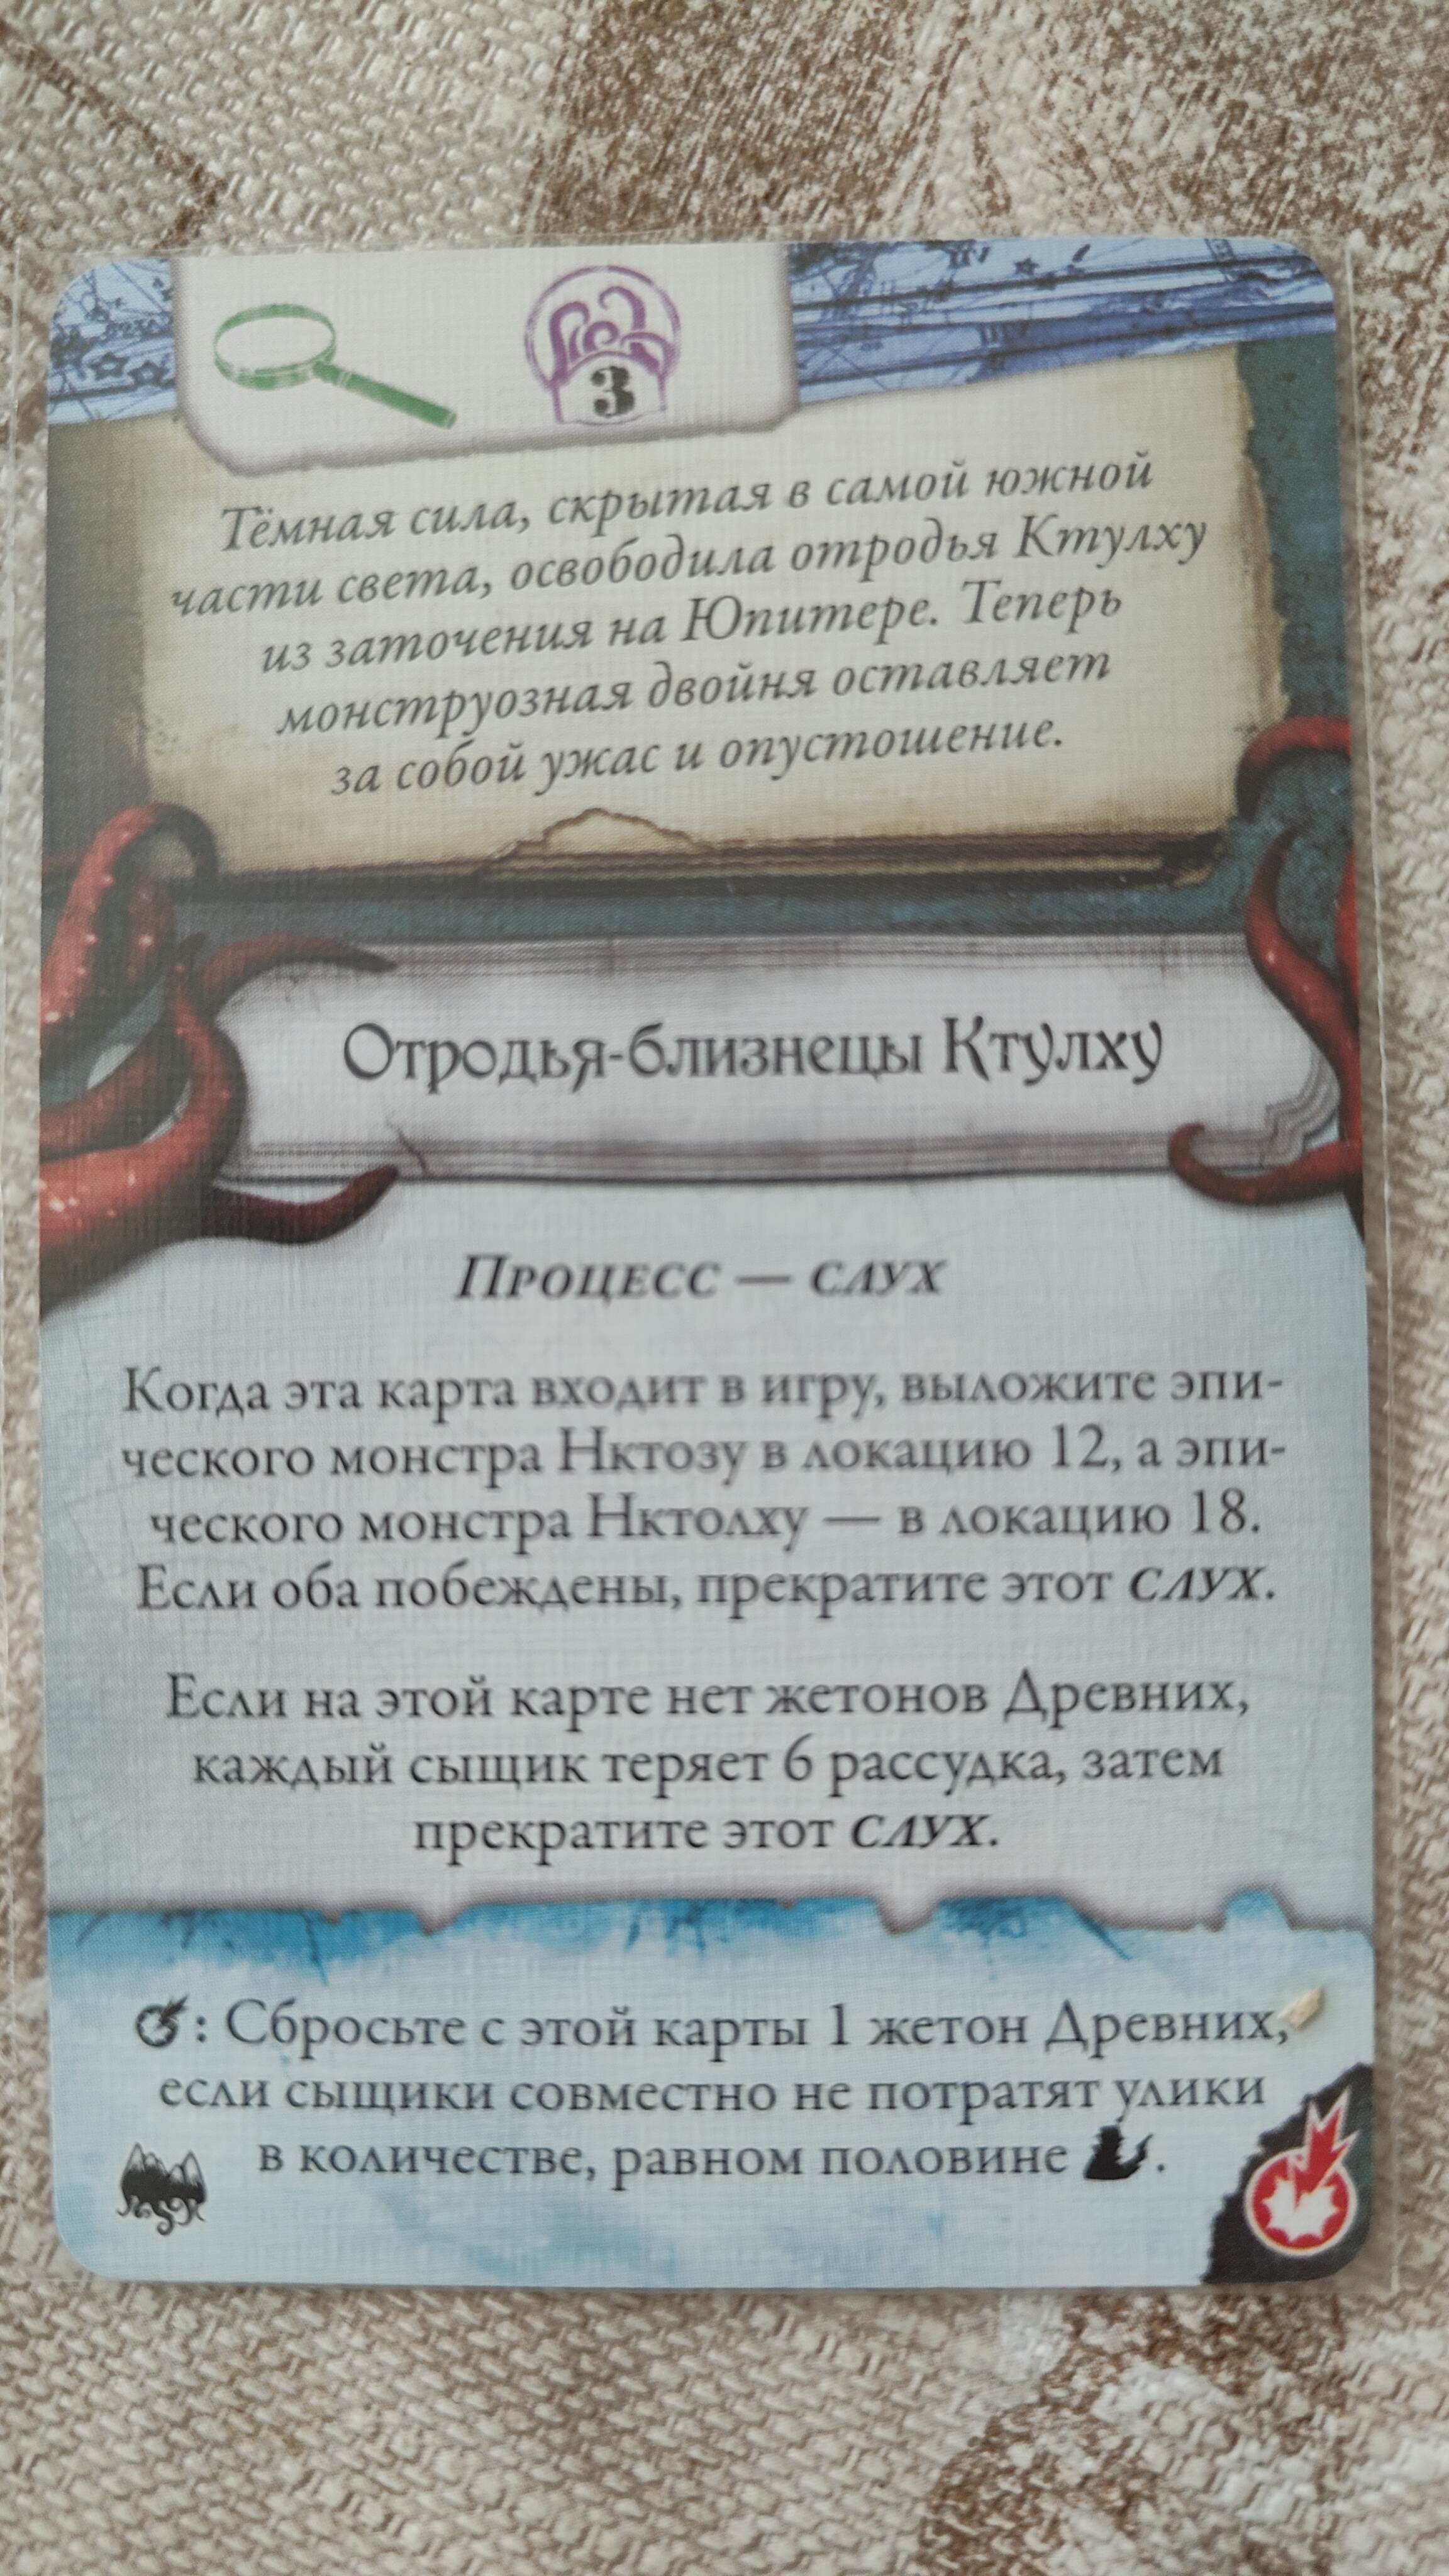 3
Тёмная сила, скрытая в самой южной
части света, освободила отродья Ктулху
из заточения на Юпитере. Теперь
монструозная двойня оставляет
за собой ужас и опустошение.
Отродья-близнецы Ктулху
Процесс — слух
Когда эта карта входит в игру, выложите эпи-
ческого монстра Нктозу в локацию 12, а эпи-
ческого монстра Нктолху — в локацию 18.
Если оба побеждены, прекратите этот СЛУХ.
Если на этой карте нет жетонов Древних,
каждый сыщик теряет 6 рассудка, затем
прекратите этот СЛУХ.
: Сбросьте с этой карты 1 жетон Древних,
если сыщики совместно не потратят улики
в количестве, равном половине .